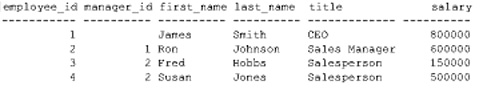 employee_id manager_id first_name last_name title salary
----------- ---------- ---------- --------- ------------- ----------
1 James Smith CEO 800000
2 1 Ron Johnson Sales Manager 600000
3 2 Fred Hobbs Salesperson 150000
4 2 Susan Jones Salesperson 500000